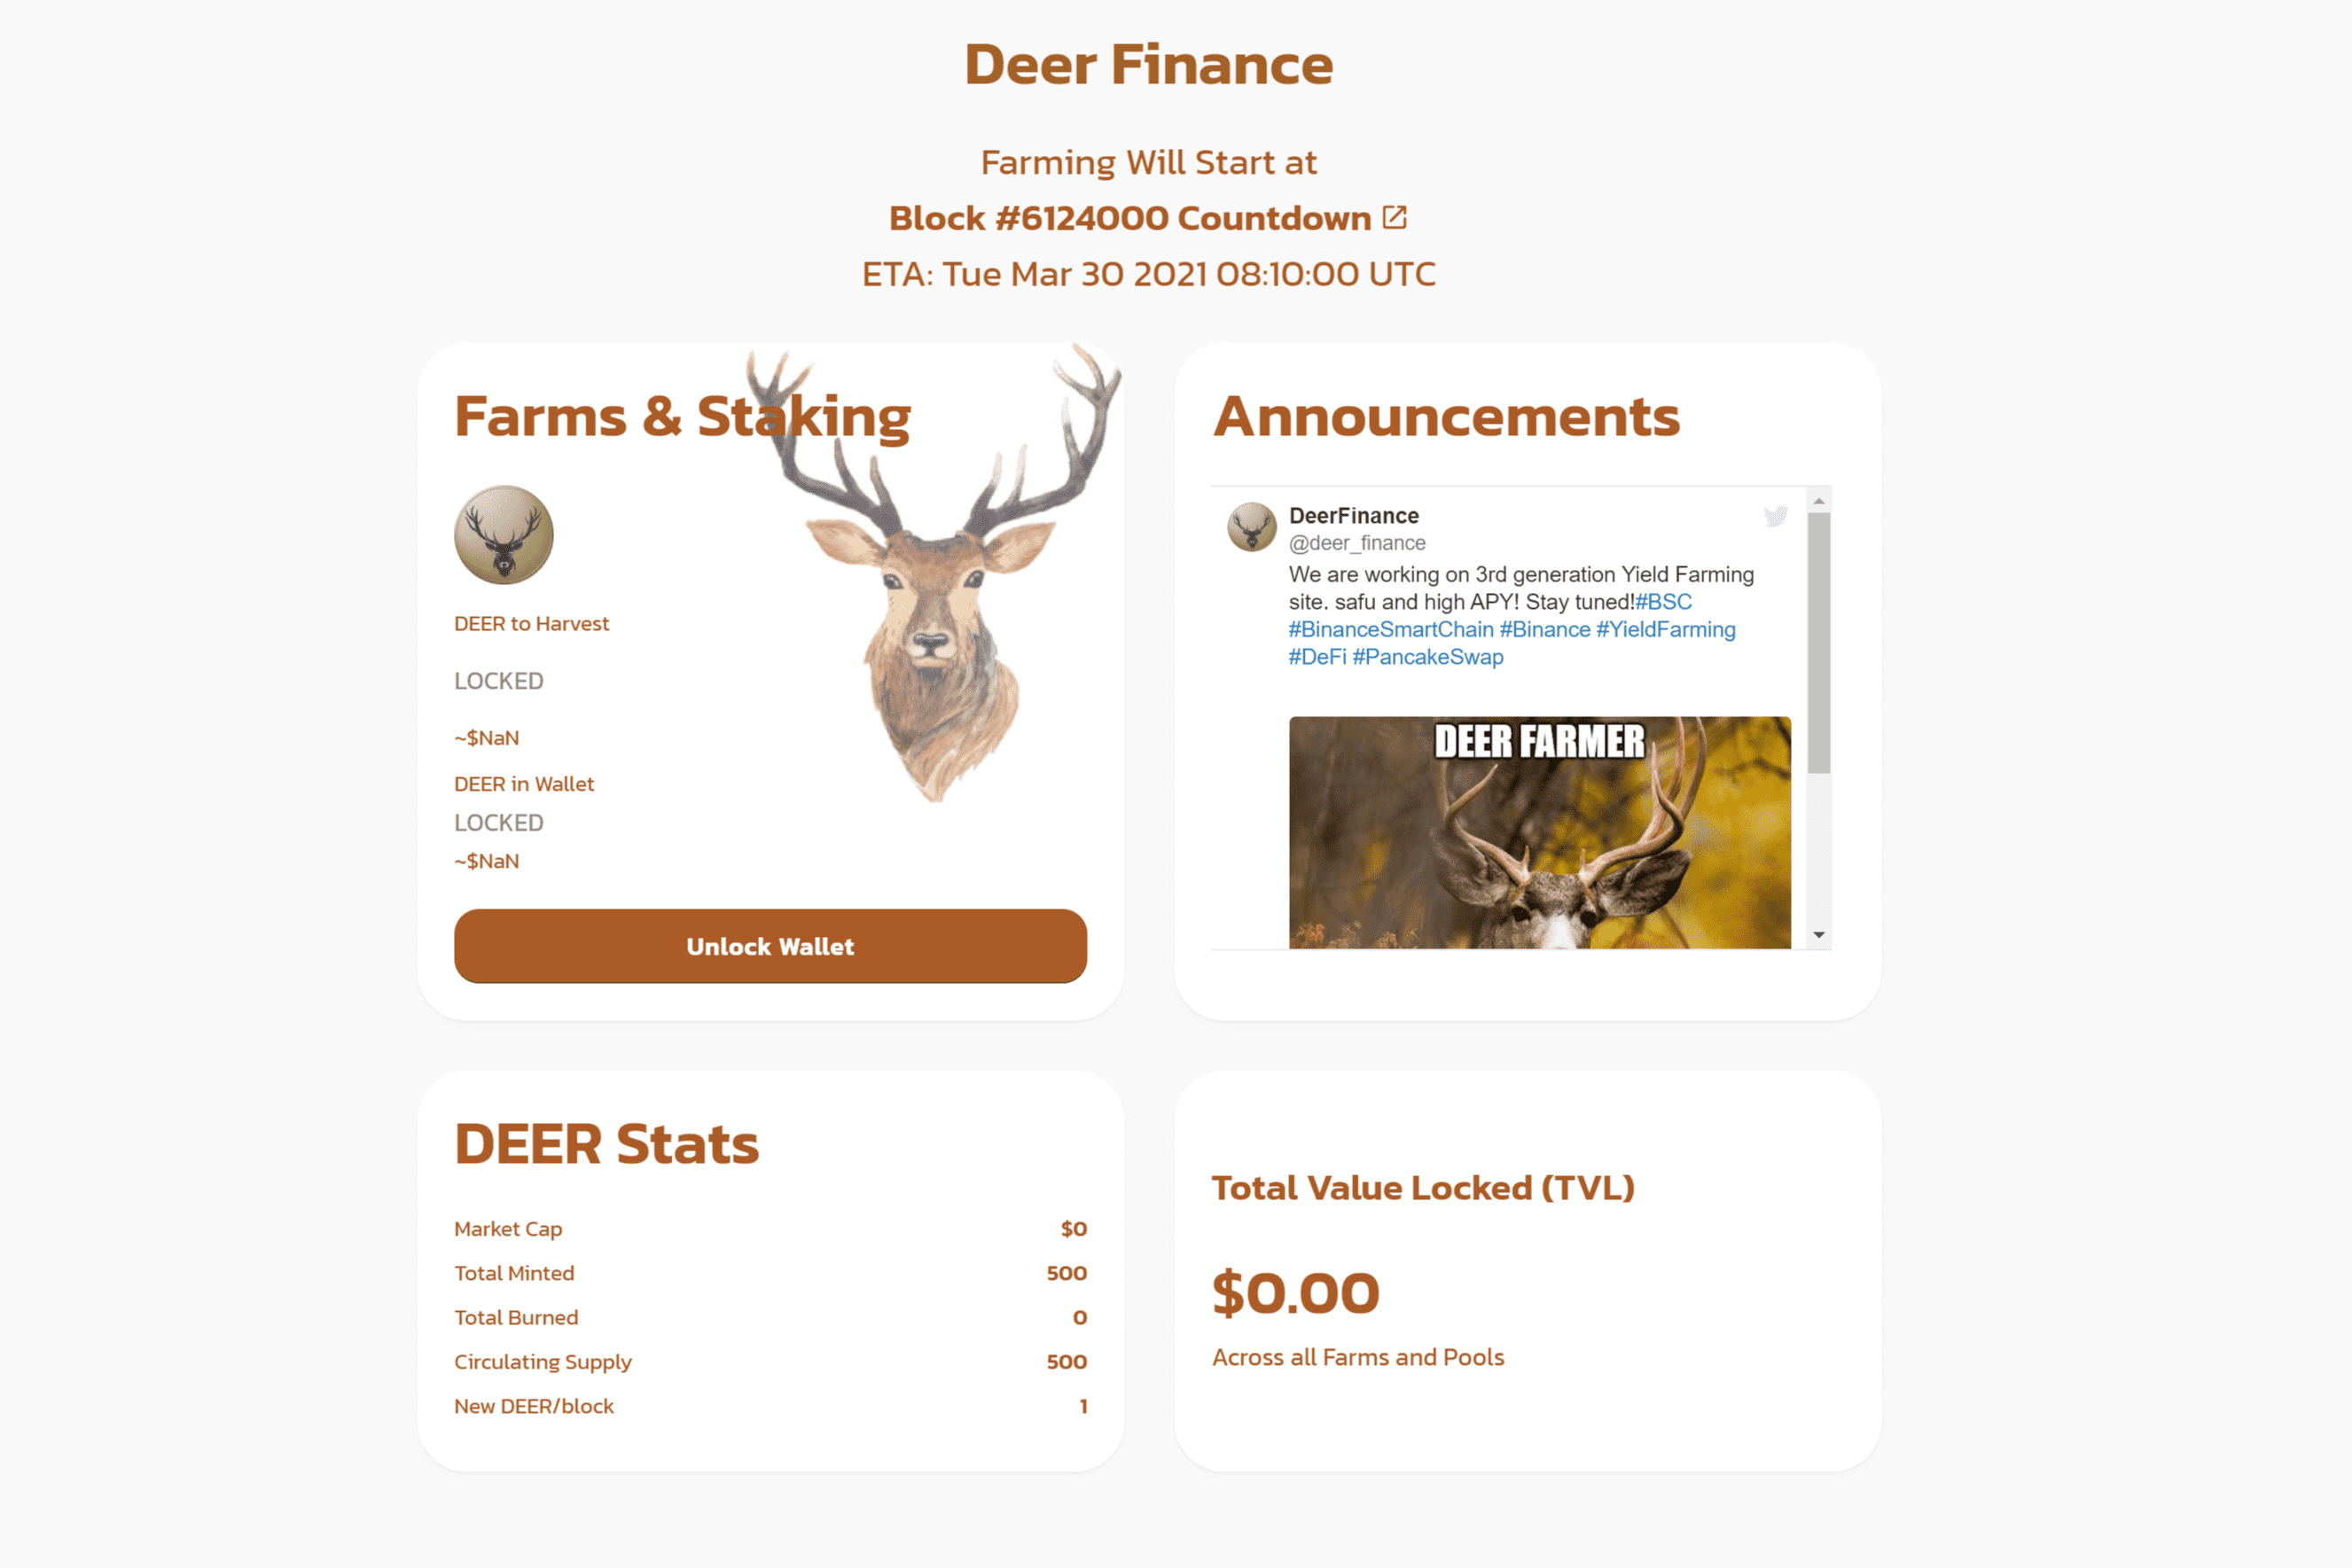 Deer Finance
Farming Will Start at
Block #6124000 Countdown
ETA: Tue Mar 30 2021 08:10:00 UTC
Farms & Staking
DEER to Harvest
LOCKED
~$NaN
DEER in Wallet
LOCKED
~$NaN
Unlock Wallet
Announcements
DeerFinance
@deer_finance
We are working on 3rd generation Yield Farming
site. safu and high APY! Stay tuned!#BSC
#BinanceSmartChain #Binance #YieldFarming
#DeFi #PancakeSwap
DEER FARMER
DEER Stats
Market Cap $0
Total Minted 500
Total Burned 0
Circulating Supply 500
New DEER/block 1
Total Value Locked (TVL)
$0.00
Across all Farms and Pools